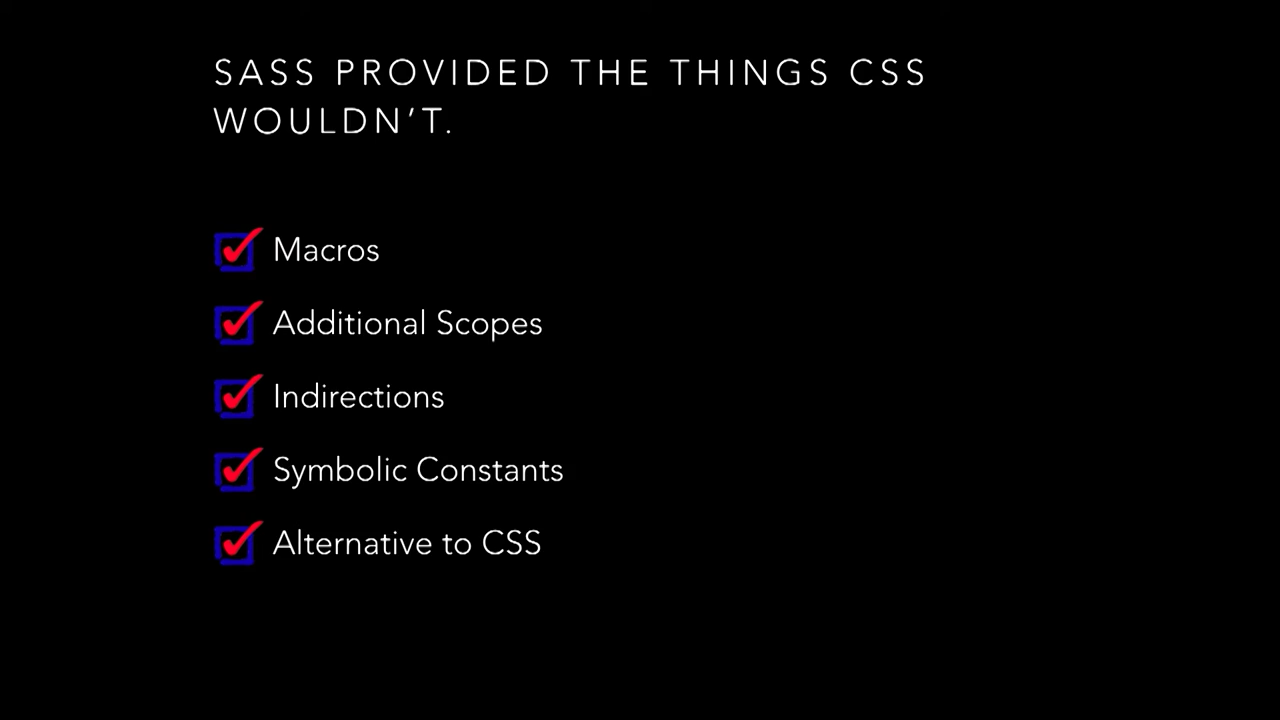 SASS PROVIDED THE THINGS CSS
WOULDN’T.
Macros
Additional Scopes
Indirections
Symbolic Constants
Alternative to CSS